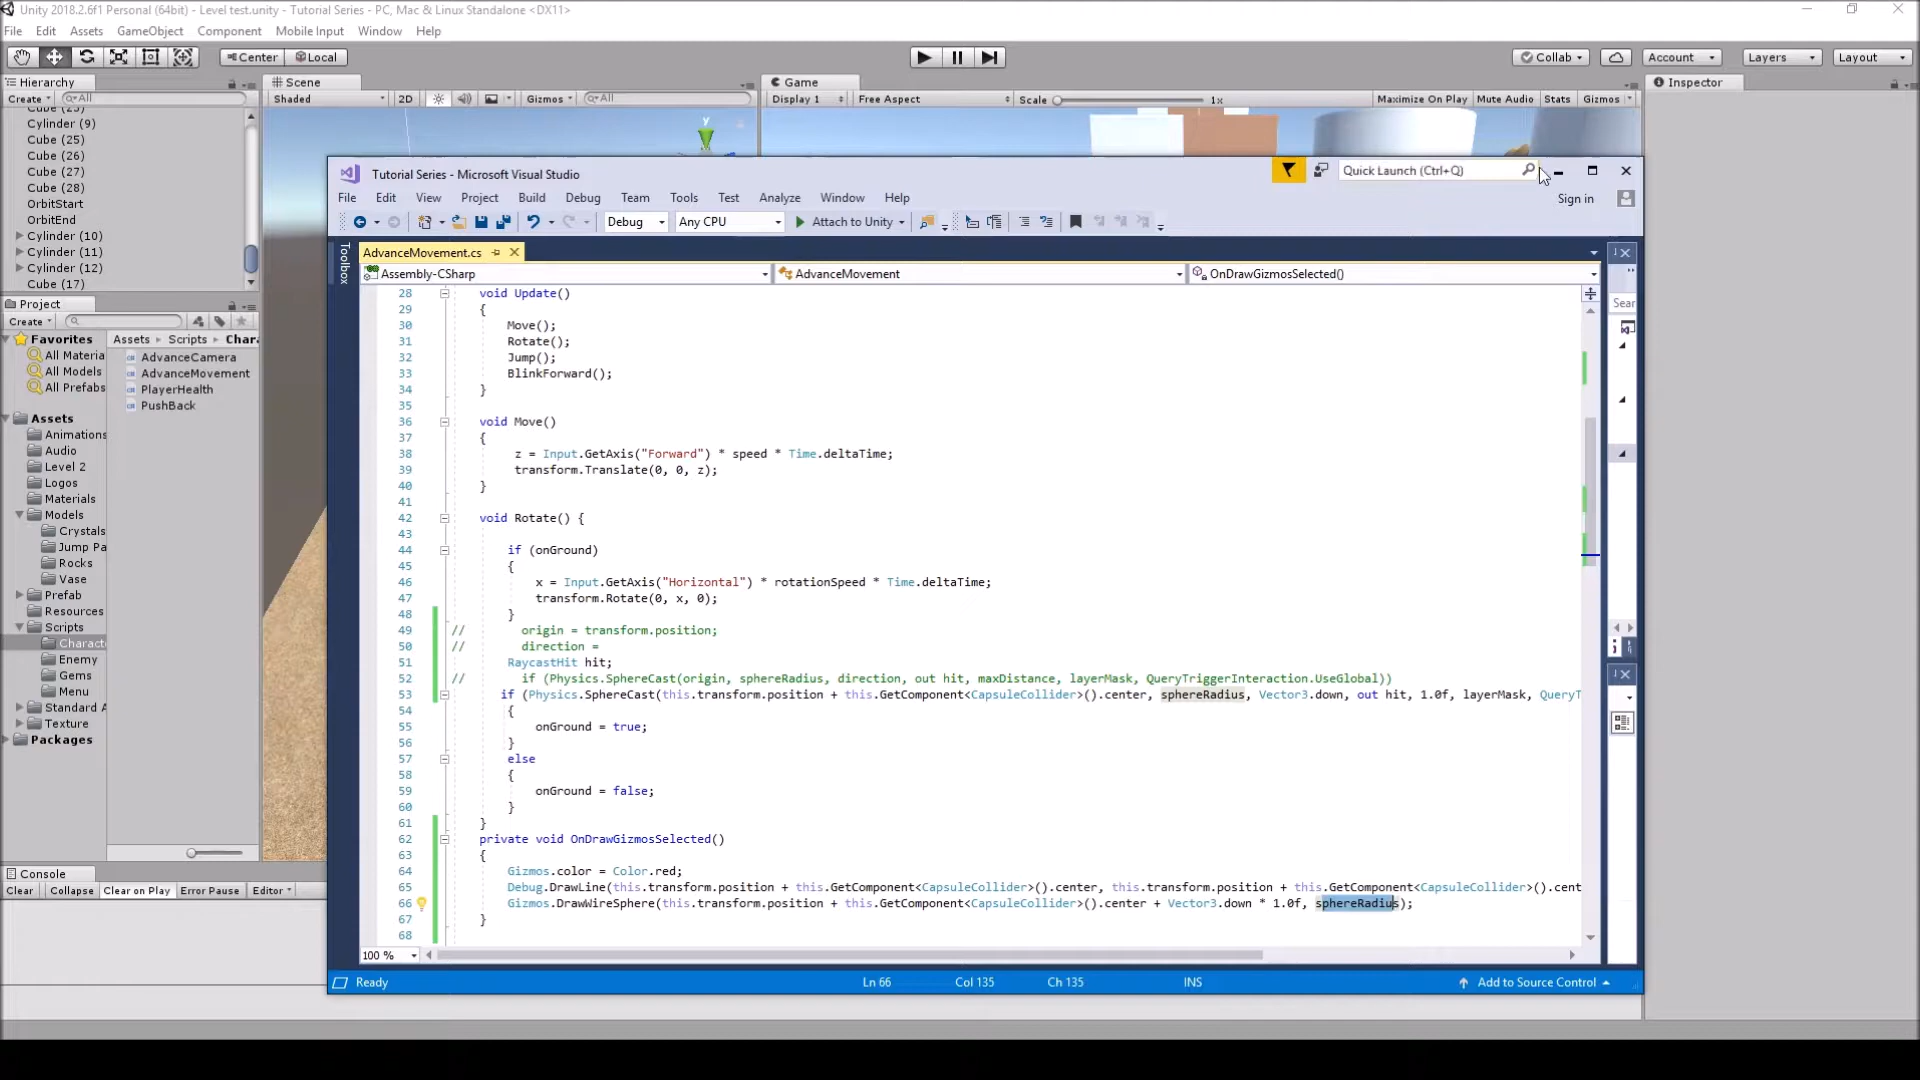 Unity 2018.2.6f1 Personal (64bit) - Level test.unity - Tutorial Series - PC, Mac & Linux Standalone <DX11>
File Edit Assets GameObject Component Mobile Input Window Help
Center Local Collab Account Layers Layout
Hierarchy Scene Game Inspector
Create All Shaded 2D Gizmos All Display 1 Free Aspect Scale 1x Maximize On Play Mute Audio Stats Gizmos
Cube (23)
Cylinder (9)
Cube (25)
Cube (26)
Cube (27)
Cube (28)
OrbitStart
OrbitEnd
Cylinder (10)
Cylinder (11)
Cylinder (12)
Cube (17)
y
Project
Create
Favorites
All Materia
All Models
All Prefabs
Assets
Animations
Audio
Level 2
Logos
Materials
Models
Crystals
Jump Pa
Rocks
Vase
Prefab
Resources
Scripts
Charact
Enemy
Gems
Menu
Standard A
Texture
Packages
Assets Scripts Chara
AdvanceCamera
AdvanceMovement
PlayerHealth
PushBack
Console
Clear Collapse Clear on Play Error Pause Editor
Tutorial Series - Microsoft Visual Studio
Quick Launch (Ctrl+Q)
File Edit View Project Build Debug Team Tools Test Analyze Window Help Sign in
Debug Any CPU Attach to Unity
Toolbox
AdvanceMovement.cs
Assembly-CSharp AdvanceMovement OnDrawGizmosSelected()
Sear
28 void Update()
29 {
30 Move();
31 Rotate();
32 Jump();
33 BlinkForward();
34 }
35
36 void Move()
37 {
38 z = Input.GetAxis("Forward") * speed * Time.deltaTime;
39 transform.Translate(0, 0, z);
40 }
41
42 void Rotate() {
43
44 if (onGround)
45 {
46 x = Input.GetAxis("Horizontal") * rotationSpeed * Time.deltaTime;
47 transform.Rotate(0, x, 0);
48 }
49 // origin = transform.position;
50 // direction =
51 RaycastHit hit;
52 // if (Physics.SphereCast(origin, sphereRadius, direction, out hit, maxDistance, layerMask, QueryTriggerInteraction.UseGlobal))
53 if (Physics.SphereCast(this.transform.position + this.GetComponent<CapsuleCollider>().center, sphereRadius, Vector3.down, out hit, 1.0f, layerMask, QueryT
54 {
55 onGround = true;
56 }
57 else
58 {
59 onGround = false;
60 }
61 }
62 private void OnDrawGizmosSelected()
63 {
64 Gizmos.color = Color.red;
65 Debug.DrawLine(this.transform.position + this.GetComponent<CapsuleCollider>().center, this.transform.position + this.GetComponent<CapsuleCollider>().cent
66 Gizmos.DrawWireSphere(this.transform.position + this.GetComponent<CapsuleCollider>().center + Vector3.down * 1.0f, sphereRadius);
67 }
68
100 %
Ready Ln 66 Col 135 Ch 135 INS Add to Source Control